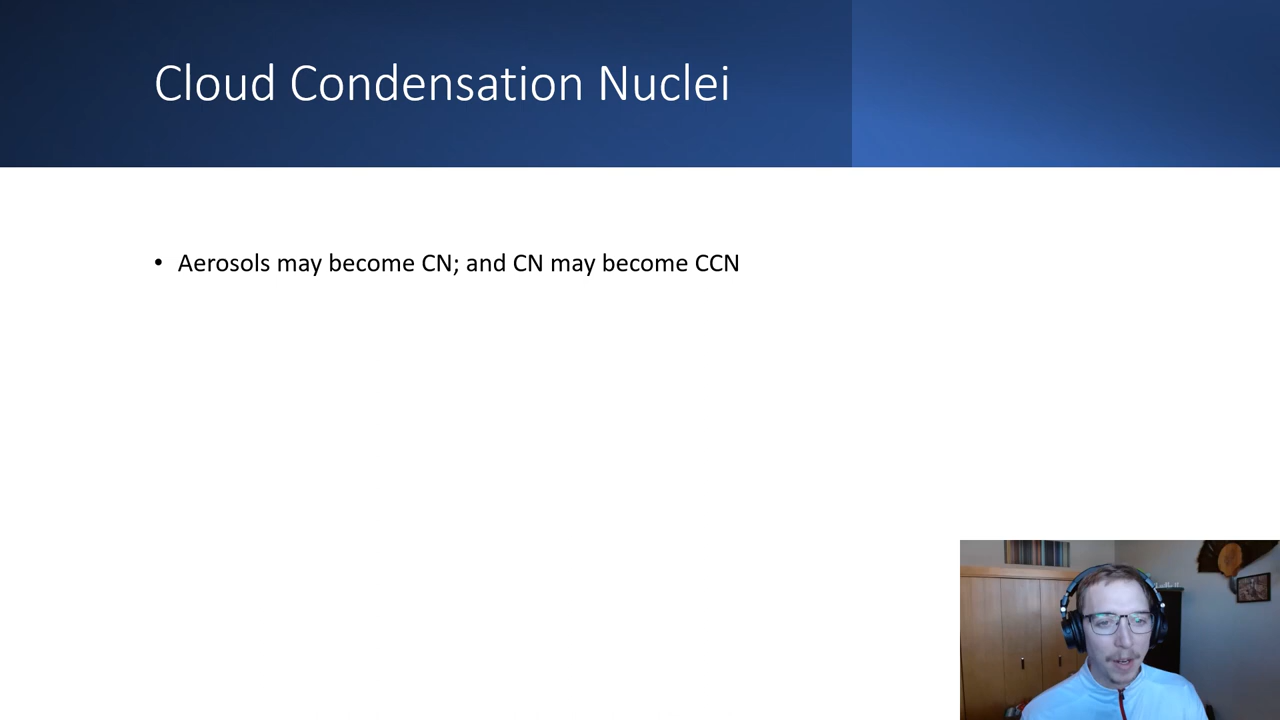 Cloud Condensation Nuclei
• Aerosols may become CN; and CN may become CCN